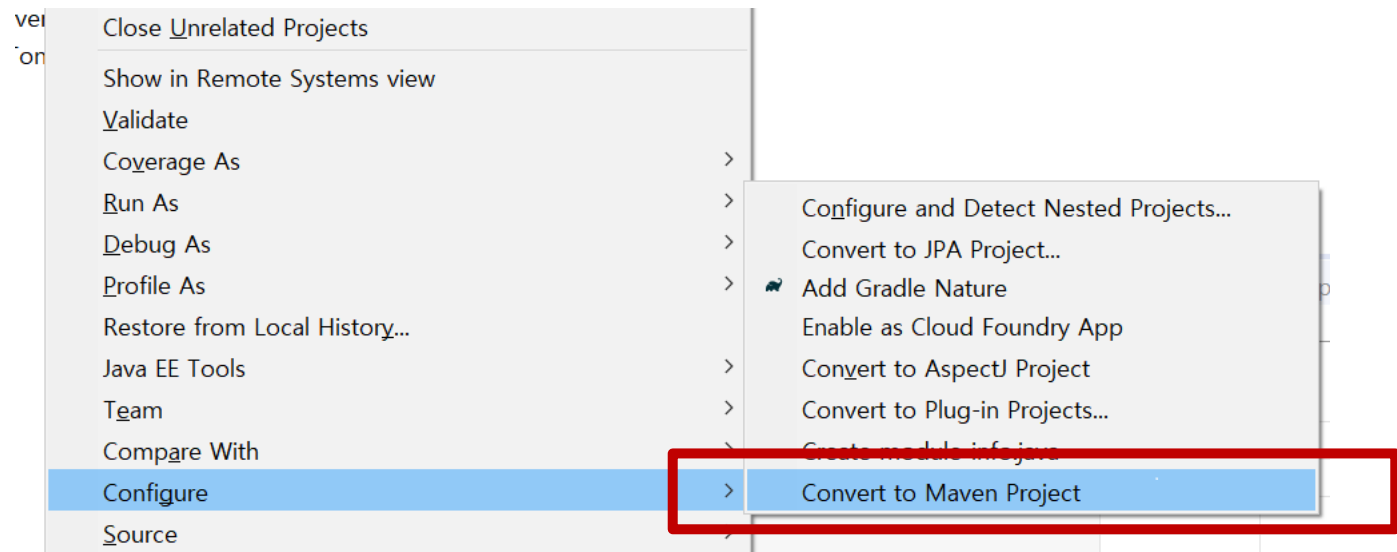 Close Unrelated Projects
Show in Remote Systems view
Validate
Coverage As
Run As
Debug As
Profile As
Restore from Local History...
Java EE Tools
Team
Compare With
Configure
Source
Configure and Detect Nested Projects...
Convert to JPA Project...
Add Gradle Nature
Enable as Cloud Foundry App
Convert to AspectJ Project
Convert to Plug-in Projects...
Create module-info.java
Convert to Maven Project